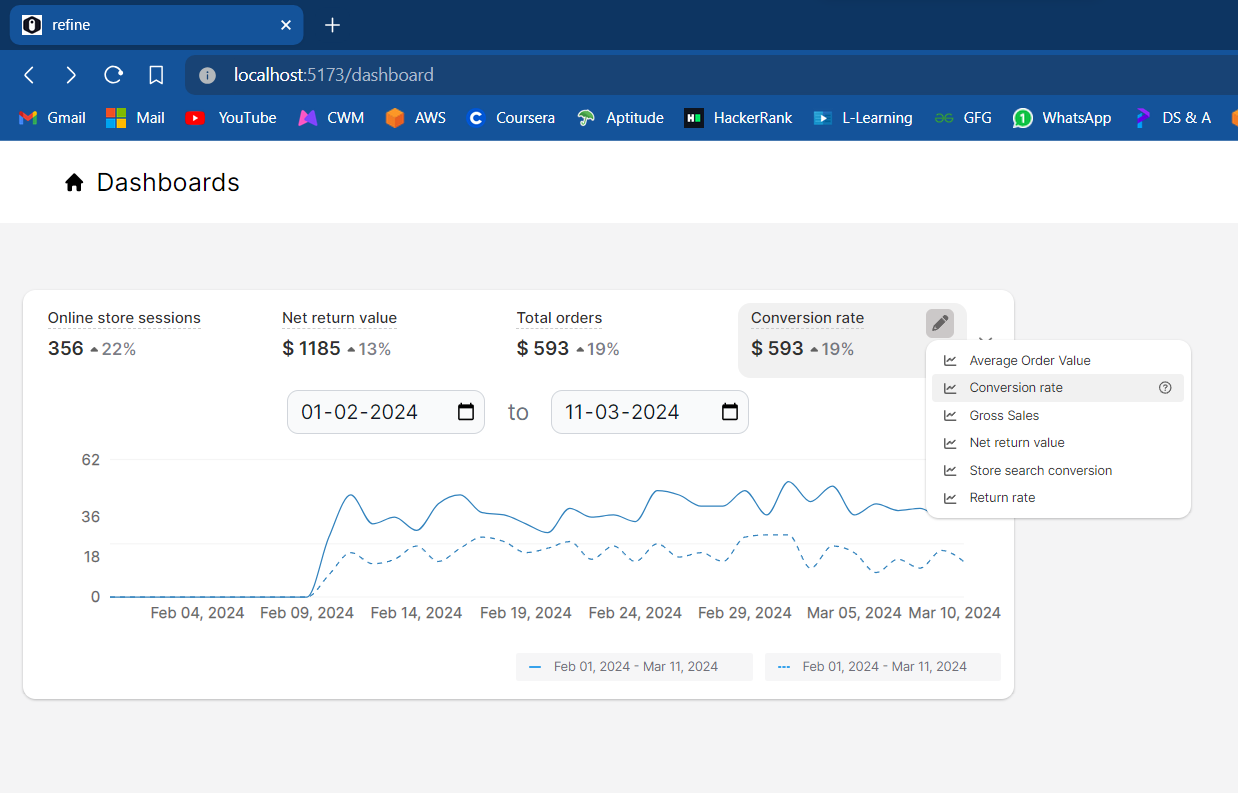 refine
localhost:5173/dashboard
Gmail Mail YouTube CWM AWS Coursera Aptitude HackerRank L-Learning GFG WhatsApp DS & A
Dashboards
Online store sessions Net return value Total orders Conversion rate
356 22% $ 1185 13% $ 593 19% $ 593 19%
01-02-2024 to 11-03-2024
Average Order Value
Conversion rate
Gross Sales
Net return value
Store search conversion
Return rate
62
36
18
0
Feb 04, 2024 Feb 09, 2024 Feb 14, 2024 Feb 19, 2024 Feb 24, 2024 Feb 29, 2024 Mar 05, 2024 Mar 10, 2024
Feb 01, 2024 - Mar 11, 2024 Feb 01, 2024 - Mar 11, 2024